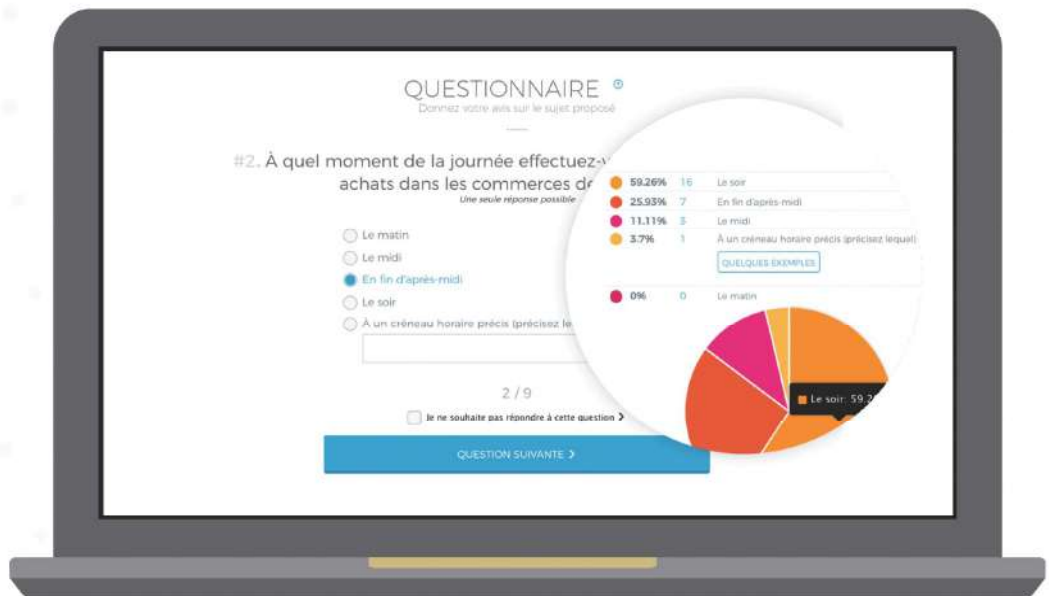 QUESTIONNAIRE
Donnez votre avis sur le sujet proposé
#2. À quel moment de la journée effectuez-v
achats dans les commerces de
Une seule réponse possible
Le matin
Le midi
En fin d'après-midi
Le soir
À un créneau horaire précis (précisez le
2 / 9
Je ne souhaite pas répondre à cette question >
QUESTION SUIVANTE >
59.26% 16 Le soir
25.93% 7 En fin d'après-midi
11.11% 3 Le midi
3.7% 1 À un créneau horaire précis (précisez lequel)
QUELQUES EXEMPLES
0% 0 Le matin
Le soir: 59.26